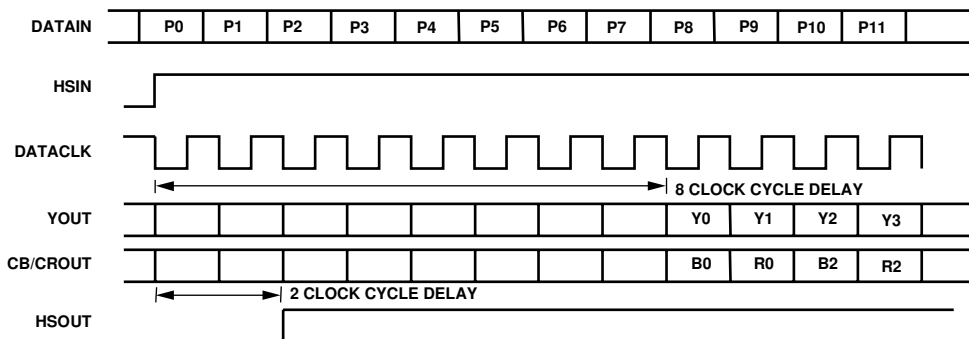 DATAIN P0 P1 P2 P3 P4 P5 P6 P7 P8 P9 P10 P11
HSIN
DATACLK
8 CLOCK CYCLE DELAY
YOUT Y0 Y1 Y2 Y3
CB/CROUT B0 R0 B2 R2
2 CLOCK CYCLE DELAY
HSOUT